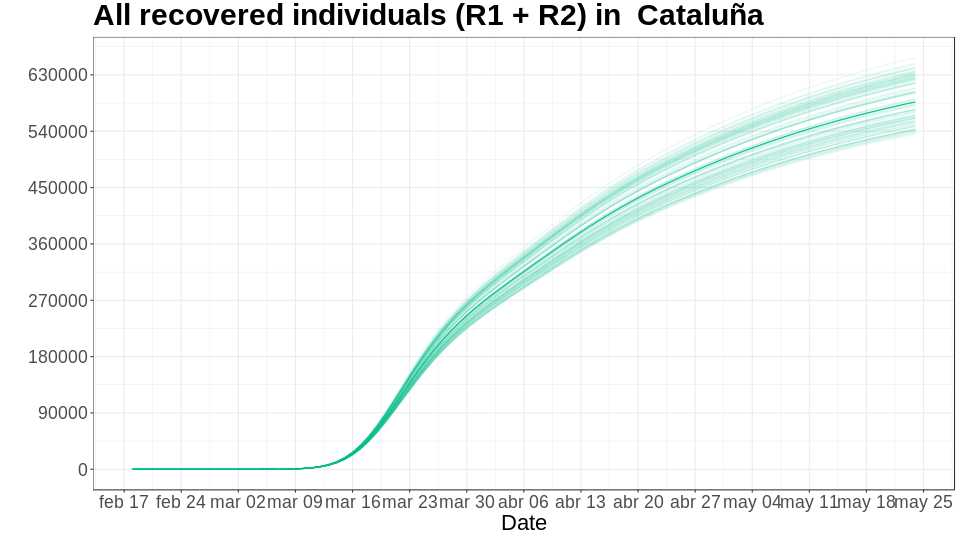 All recovered individuals (R1 + R2) in  Cataluña
630000
540000
450000
360000
270000
180000
90000
0
feb 17 feb 24 mar 02 mar 09 mar 16 mar 23 mar 30 abr 06 abr 13 abr 20 abr 27 may 04 may 11 may 18 may 25
Date